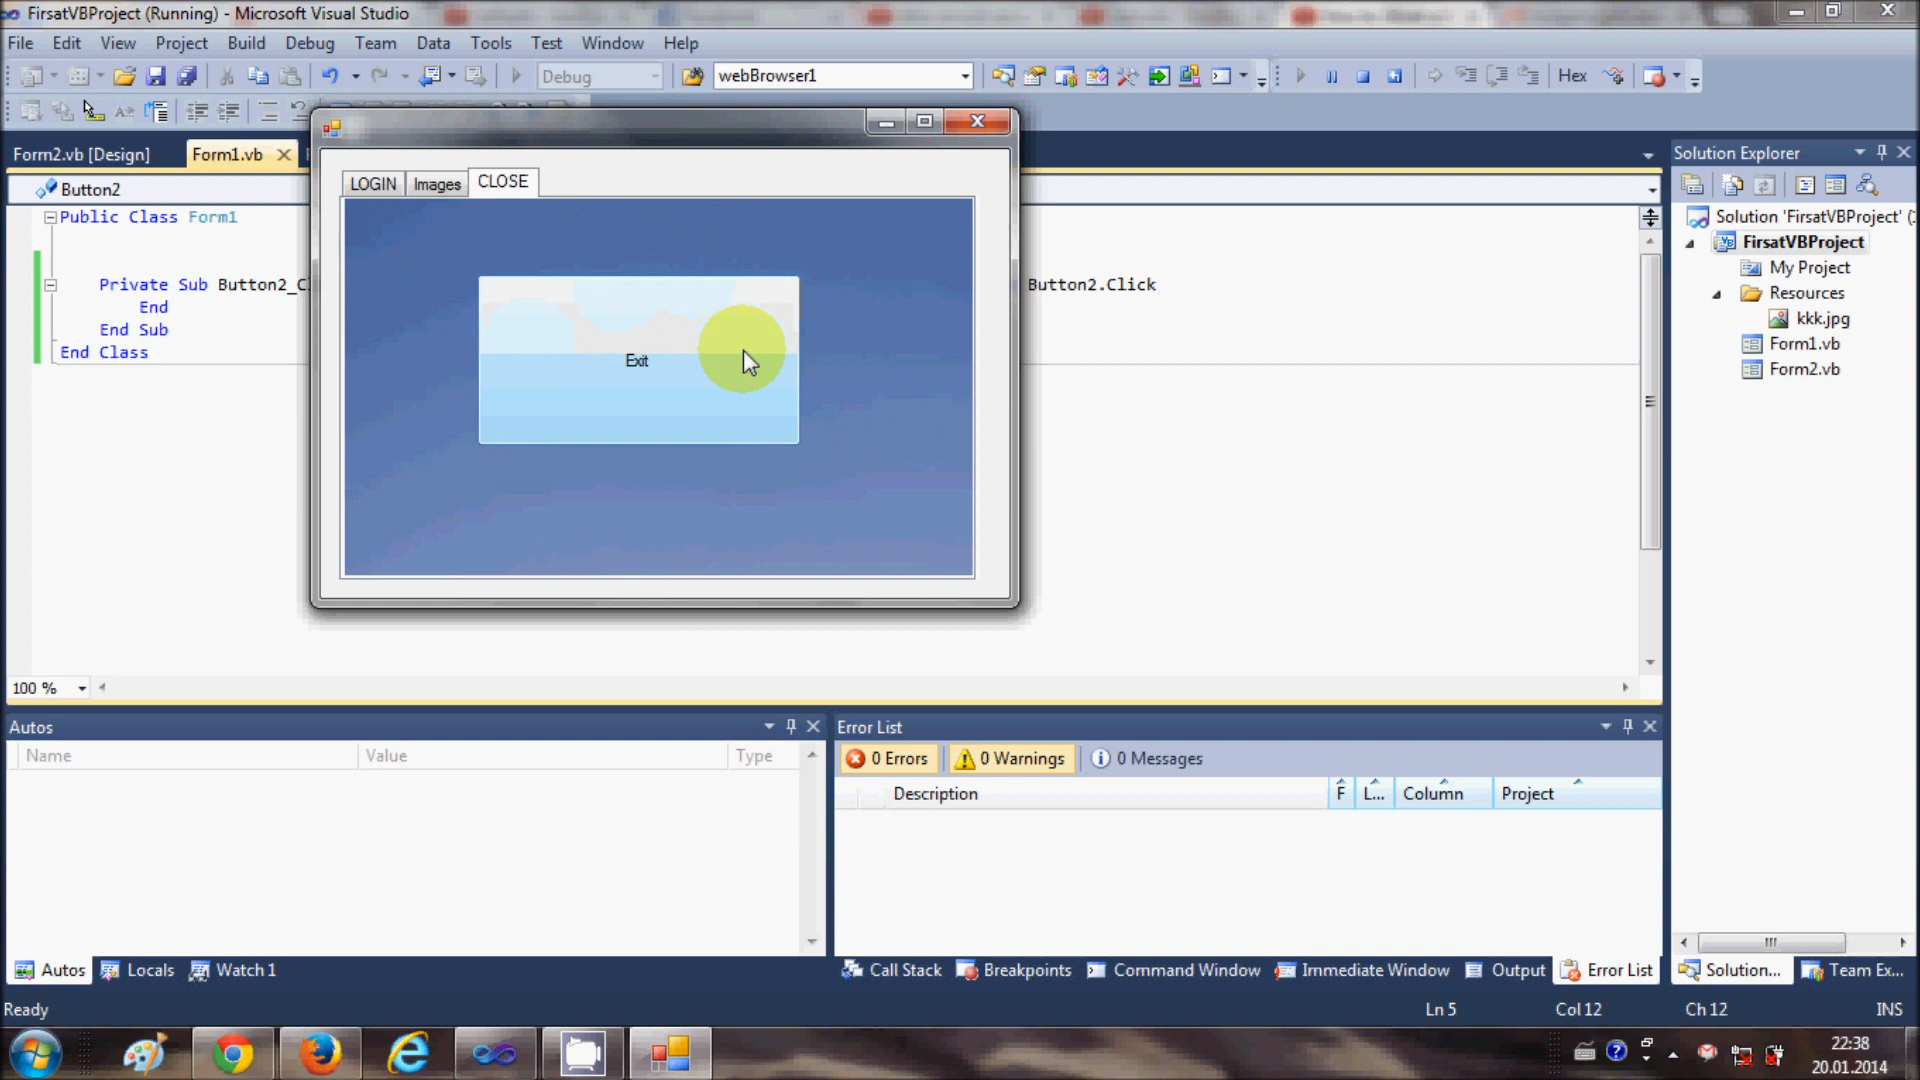 FirsatVBProject (Running) - Microsoft Visual Studio
File Edit View Project Build Debug Team Data Tools Test Window Help
Debug webBrowser1 Hex
Form2.vb [Design] Form1.vb
Button2
Public Class Form1
Private Sub Button2_C Button2.Click
End
End Sub
End Class
LOGIN Images CLOSE
Exit
Solution Explorer
Solution 'FirsatVBProject' (
FirsatVBProject
My Project
Resources
kkk.jpg
Form1.vb
Form2.vb
100 %
Autos
Name Value Type
Error List
0 Errors 0 Warnings 0 Messages
Description F L... Column Project
Autos Locals Watch 1
Call Stack Breakpoints Command Window Immediate Window Output Error List
Solution... Team Ex...
Ready Ln 5 Col 12 Ch 12 INS
22:38
20.01.2014